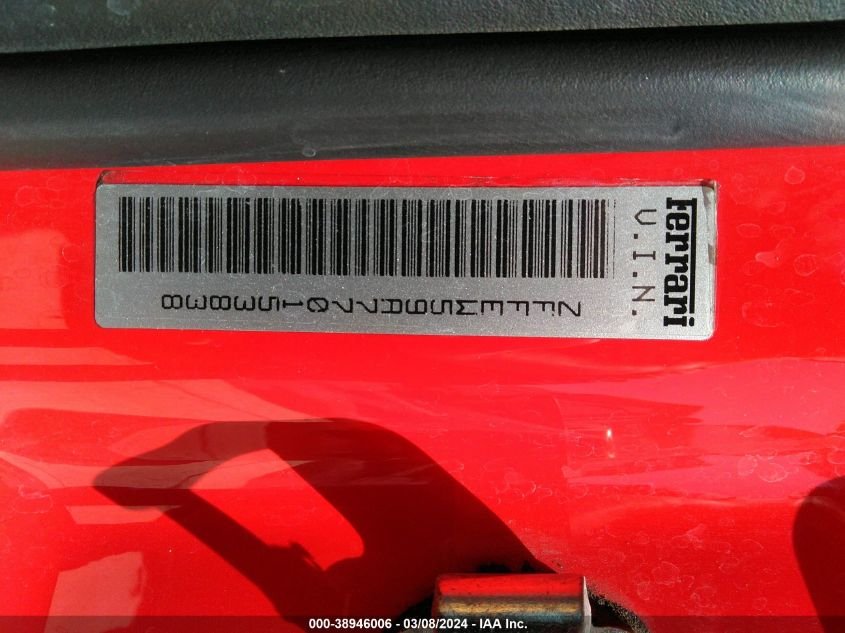 Ferrari
V.I.N.
ZFFEW59A770153838
000-38946006 - 03/08/2024 - IAA Inc.